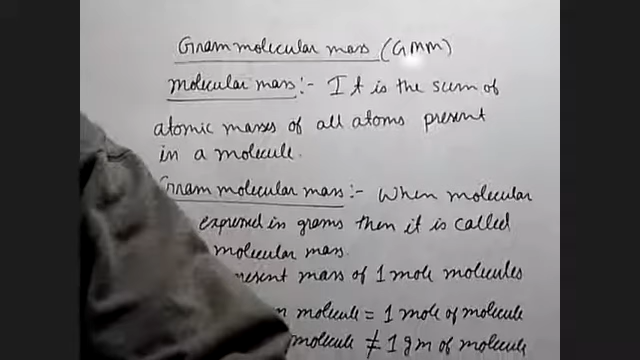 Gram molecular mass (GMM)
Molecular mass :- It is the sum of
atomic masses of all atoms present
in a molecule.
Gram molecular mass :- When molecular
expressed in grams then it is called
molecular mass.
mass of 1 mole molecules
molecule = 1 mole of molecule
molecule ≠ 1 gm of molecule